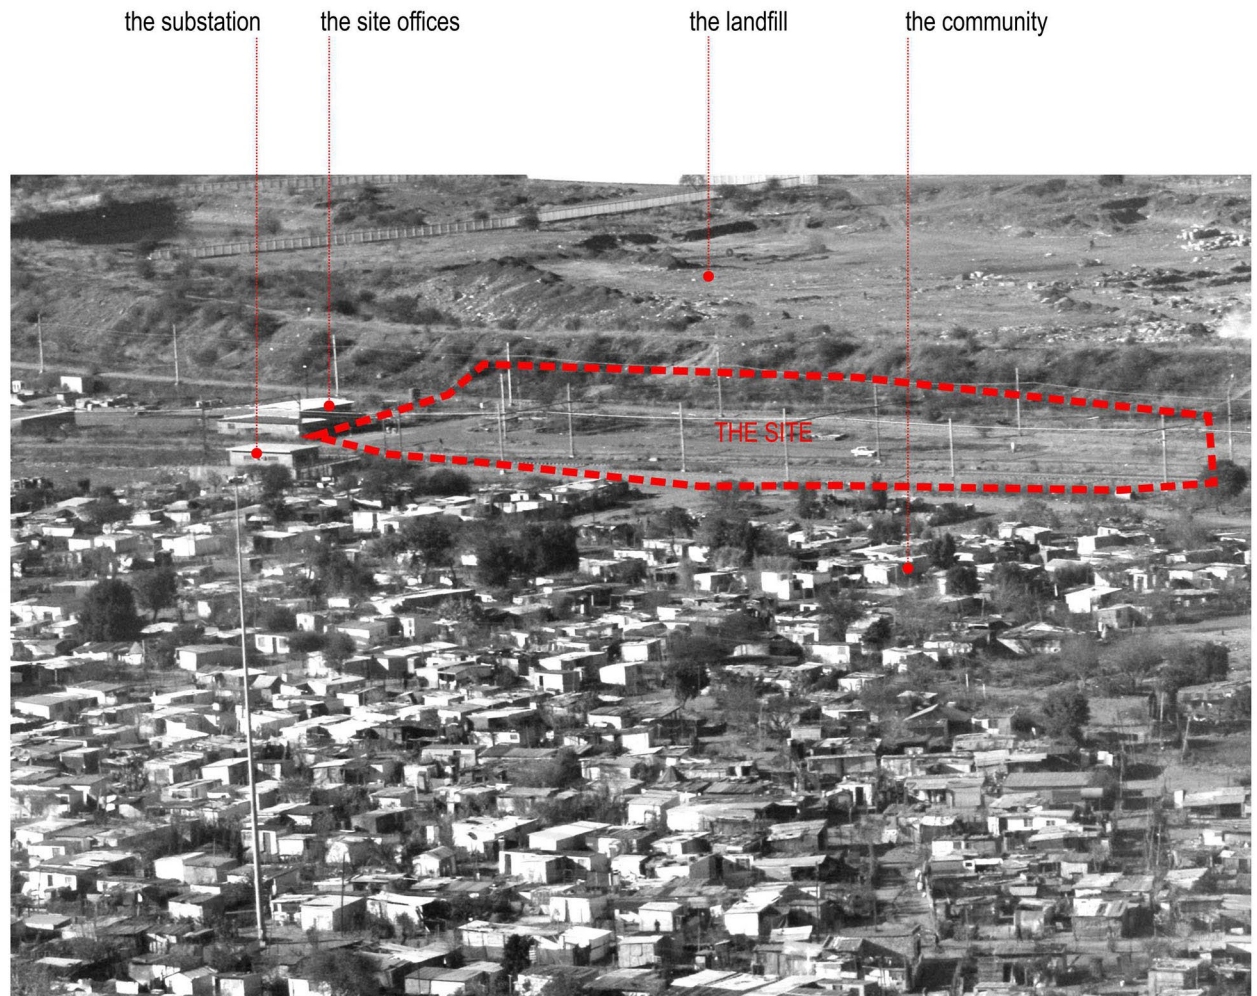 the substation
the site offices
the landfill
the community
THE SITE